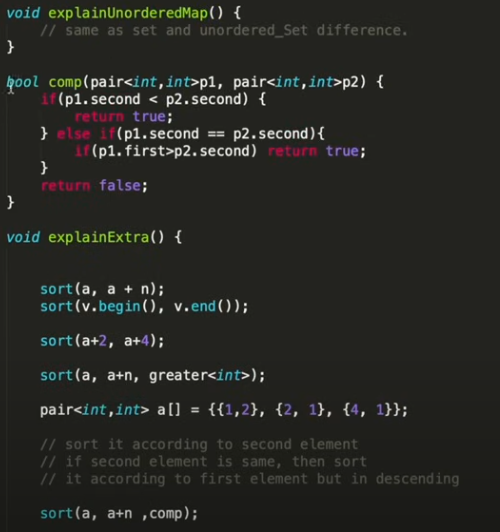 void explainUnorderedMap() {
    // same as set and unordered_Set difference.
}
bool comp(pair<int,int>p1, pair<int,int>p2) {
    if(p1.second < p2.second) {
        return true;
    } else if(p1.second == p2.second){
        if(p1.first>p2.second) return true;
    }
    return false;
}
void explainExtra() {
    sort(a, a + n);
    sort(v.begin(), v.end());
    sort(a+2, a+4);
    sort(a, a+n, greater<int>);
    pair<int,int> a[] = {{1,2}, {2, 1}, {4, 1}};
    // sort it according to second element
    // if second element is same, then sort
    // it according to first element but in descending
    sort(a, a+n ,comp);